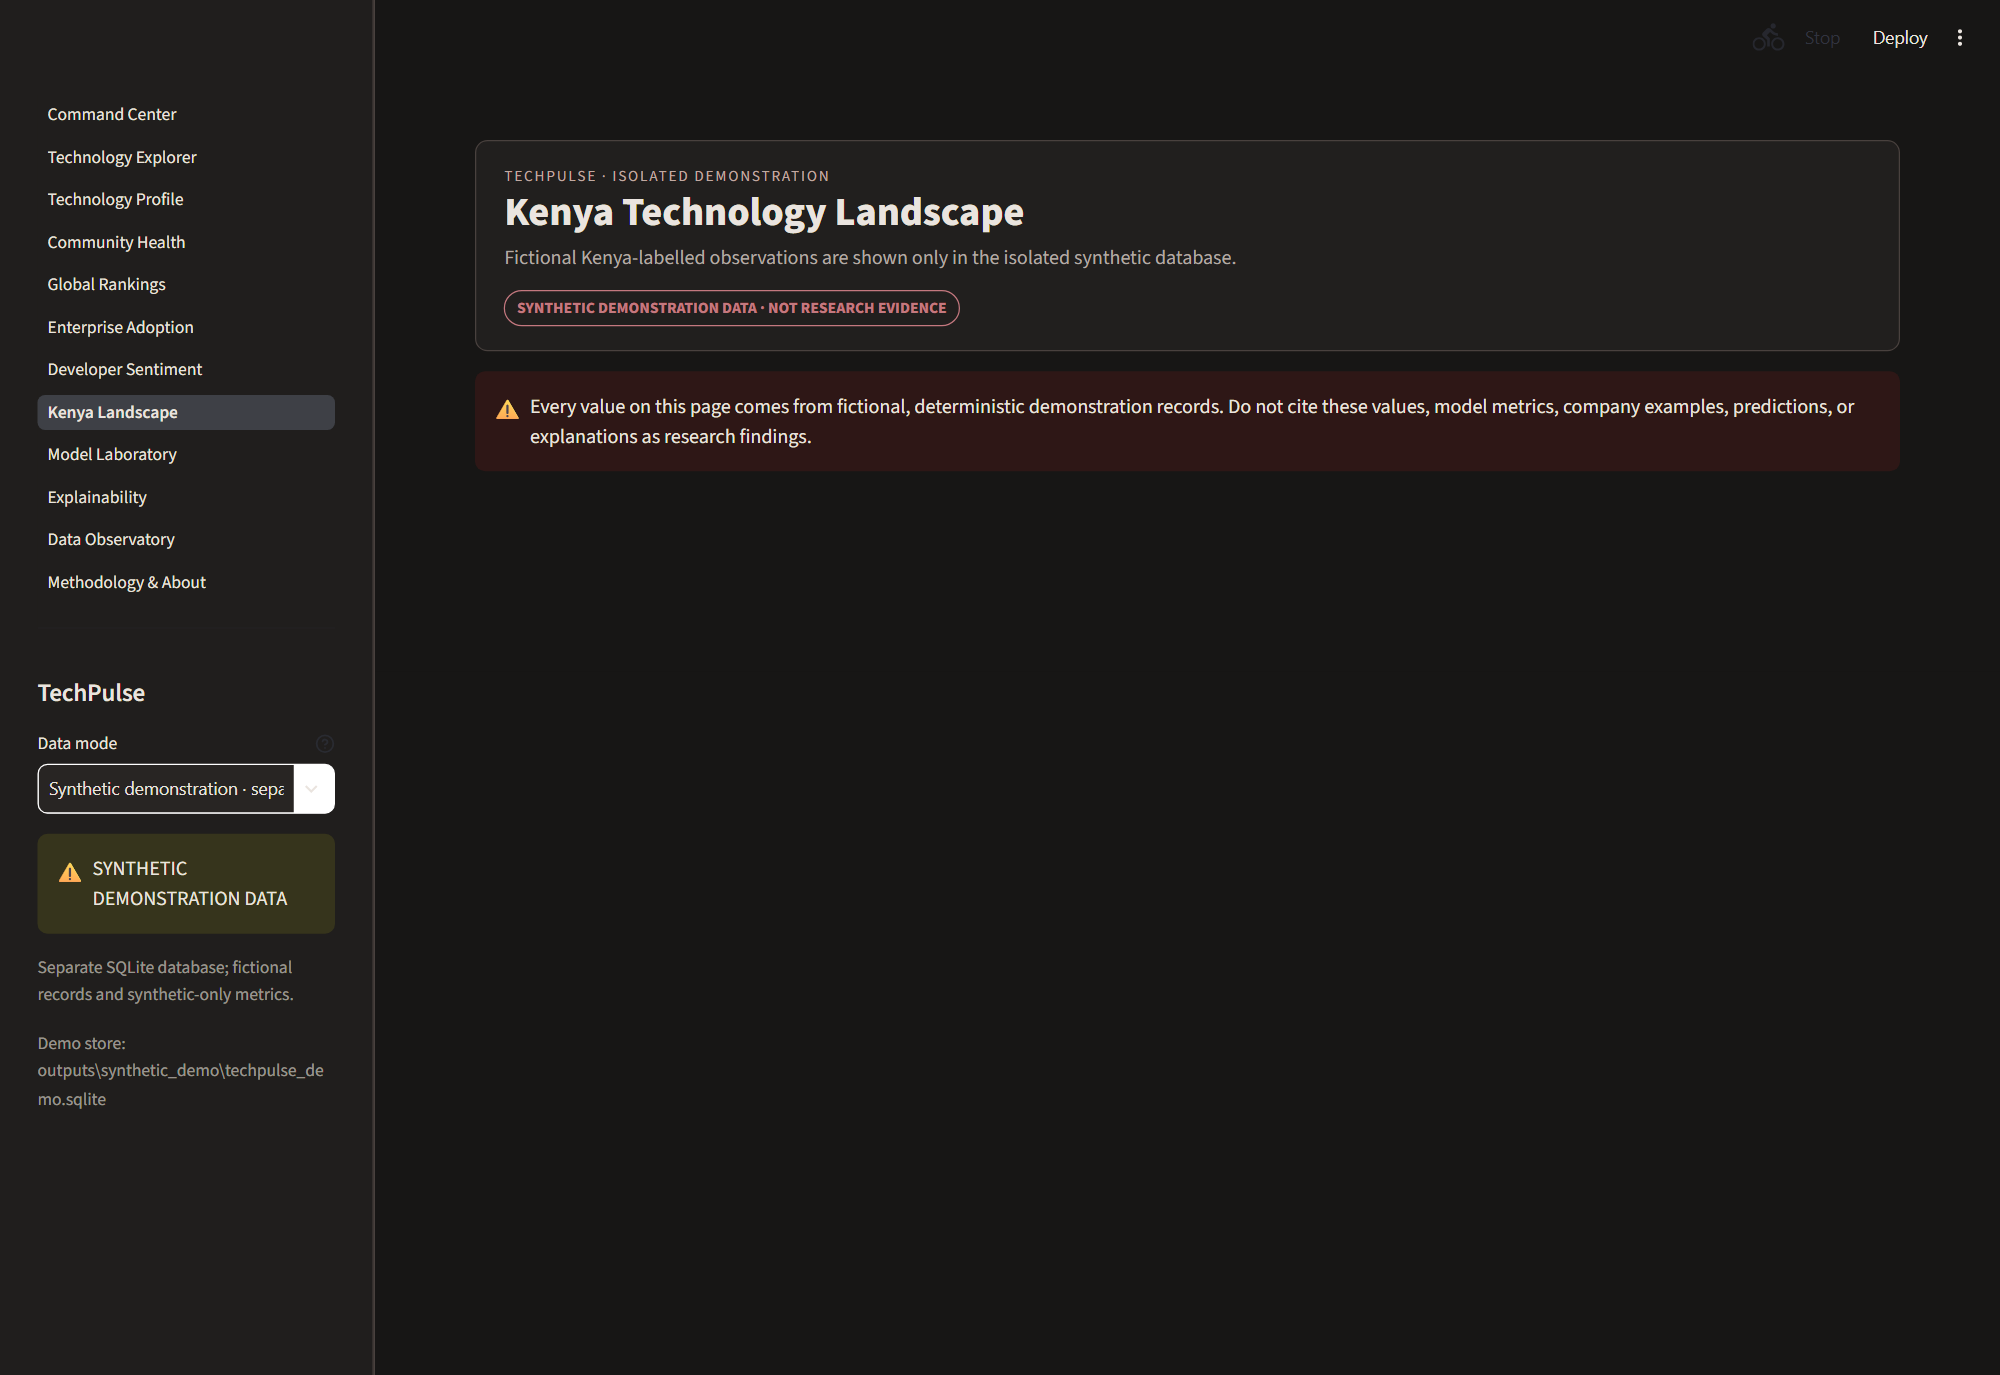 Stop
Deploy
Command Center
Technology Explorer
Technology Profile
Community Health
Global Rankings
Enterprise Adoption
Developer Sentiment
Kenya Landscape
Model Laboratory
Explainability
Data Observatory
Methodology & About
TechPulse
Data mode
Synthetic demonstration · sepa
SYNTHETIC
DEMONSTRATION DATA
Separate SQLite database; fictional
records and synthetic-only metrics.
Demo store:
outputs\synthetic_demo\techpulse_de
mo.sqlite
TECHPULSE · ISOLATED DEMONSTRATION
Kenya Technology Landscape
Fictional Kenya-labelled observations are shown only in the isolated synthetic database.
SYNTHETIC DEMONSTRATION DATA · NOT RESEARCH EVIDENCE
Every value on this page comes from fictional, deterministic demonstration records. Do not cite these values, model metrics, company examples, predictions, or
explanations as research findings.